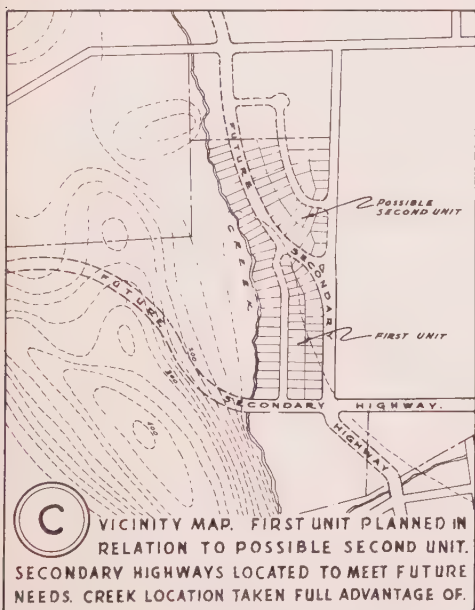 FUTURE
SECONDARY
HIGHWAY
CREEK
POSSIBLE
SECOND UNIT
FIRST UNIT
FUTURE
SECONDARY HIGHWAY.
C
VICINITY MAP. FIRST UNIT PLANNED IN
RELATION TO POSSIBLE SECOND UNIT.
SECONDARY HIGHWAYS LOCATED TO MEET FUTURE
NEEDS. CREEK LOCATION TAKEN FULL ADVANTAGE OF.